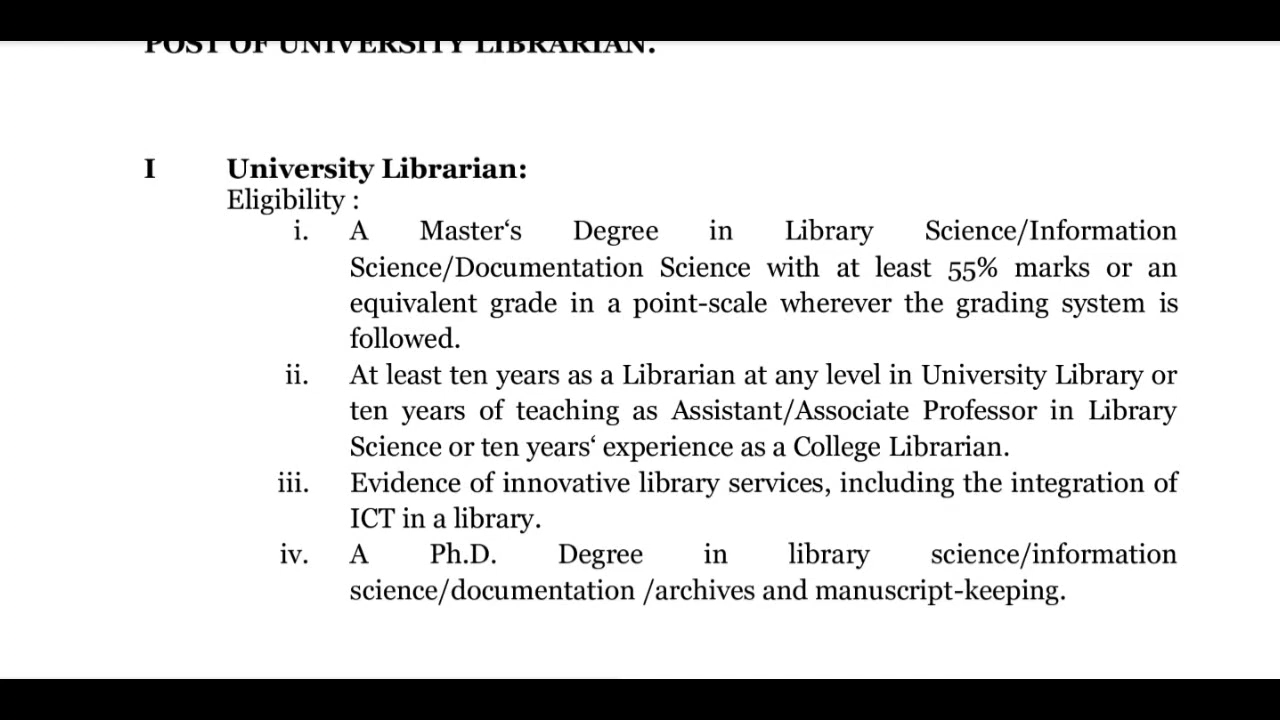 POST OF UNIVERSITY LIBRARIAN.
I University Librarian:
Eligibility :
i. A Master‘s Degree in Library Science/Information
Science/Documentation Science with at least 55% marks or an
equivalent grade in a point-scale wherever the grading system is
followed.
ii. At least ten years as a Librarian at any level in University Library or
ten years of teaching as Assistant/Associate Professor in Library
Science or ten years‘ experience as a College Librarian.
iii. Evidence of innovative library services, including the integration of
ICT in a library.
iv. A Ph.D. Degree in library science/information
science/documentation /archives and manuscript-keeping.